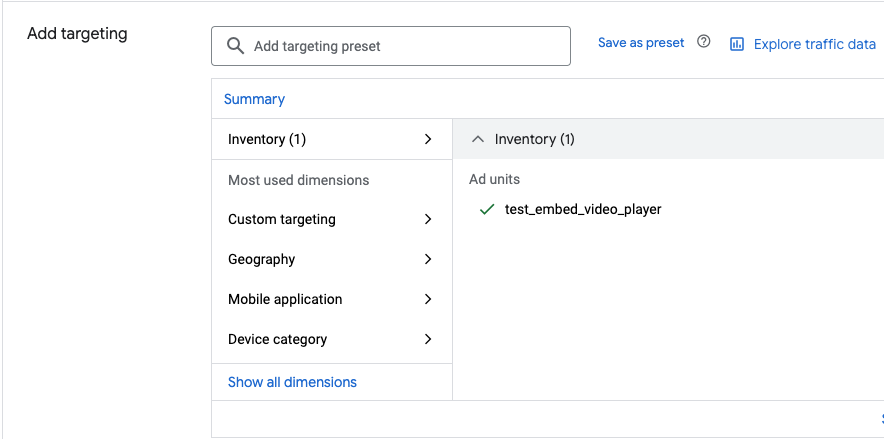 Add targeting
Add targeting preset
Save as preset
Explore traffic data
Summary
Inventory (1)
Inventory (1)
Most used dimensions
Ad units
Custom targeting
test_embed_video_player
Geography
Mobile application
Device category
Show all dimensions